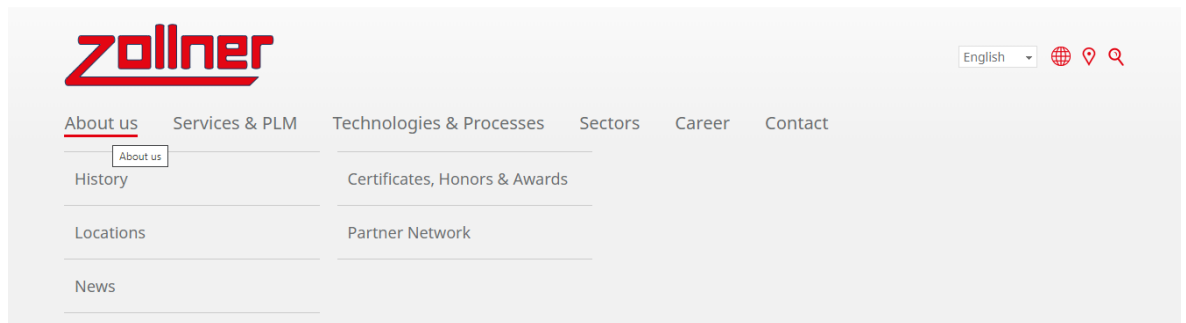 zollner
English
About us Services & PLM Technologies & Processes Sectors Career Contact
About us
History Certificates, Honors & Awards
Locations Partner Network
News